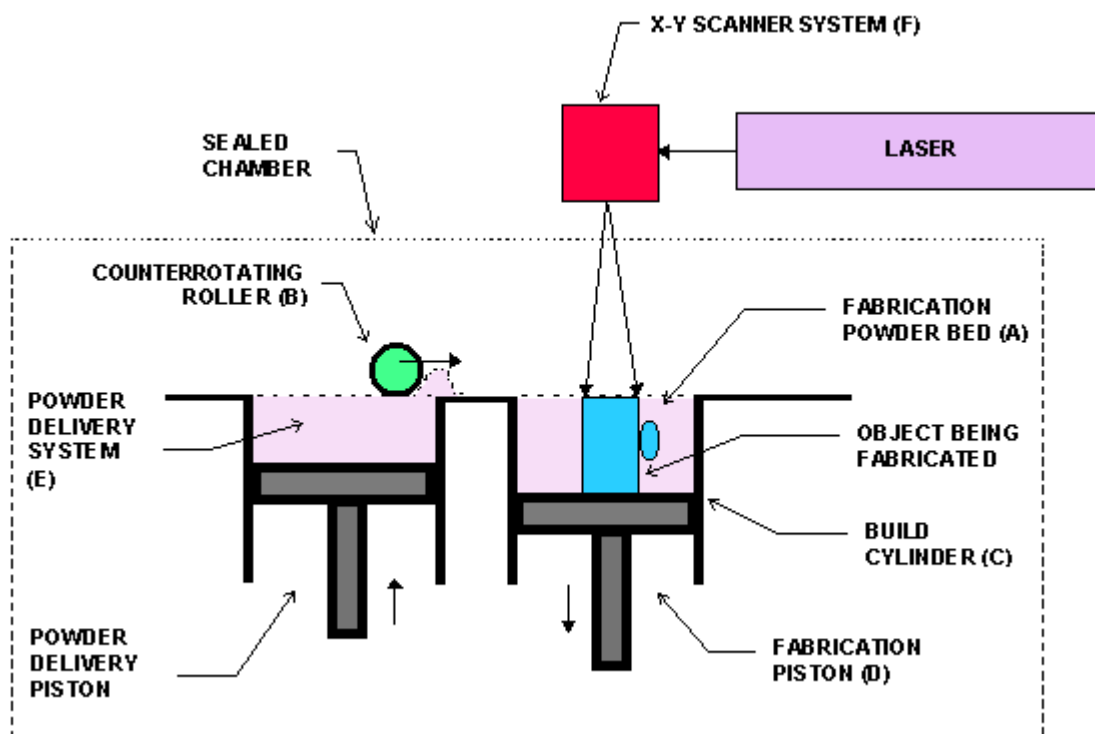 X-Y SCANNER SYSTEM (F)
SEALED
CHAMBER
LASER
COUNTERROTATING
ROLLER (B)
FABRICATION
POWDER BED (A)
POWDER
DELIVERY
SYSTEM
(E)
OBJECT BEING
FABRICATED
BUILD
CYLINDER (C)
POWDER
DELIVERY
PISTON
FABRICATION
PISTON (D)